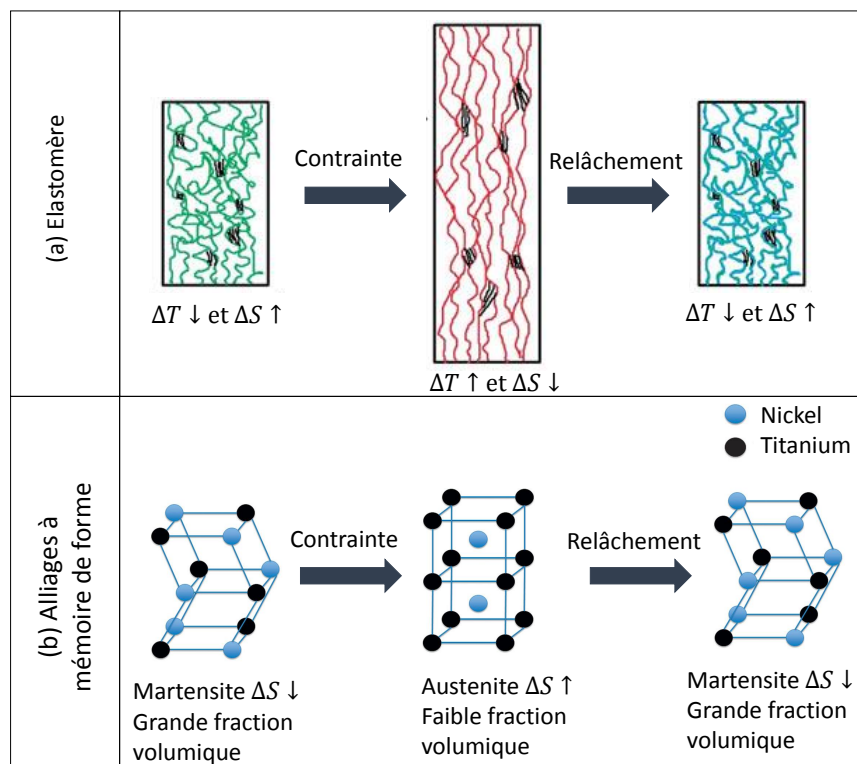 (a) Elastomère
Contrainte
Relâchement
ΔT ↓ et ΔS ↑
ΔT ↑ et ΔS ↓
ΔT ↓ et ΔS ↑
(b) Alliages à
mémoire de forme
Nickel
Titanium
Contrainte
Relâchement
Martensite ΔS ↓
Grande fraction
volumique
Austenite ΔS ↑
Faible fraction
volumique
Martensite ΔS ↓
Grande fraction
volumique